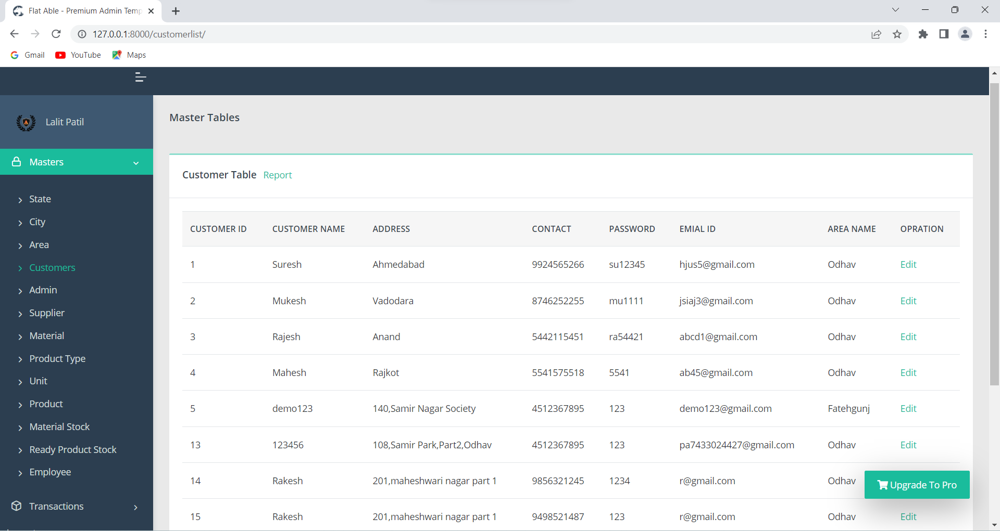 Flat Able - Premium Admin Temp
127.0.0.1:8000/customerlist/
Gmail YouTube Maps
Lalit Patil
Masters
State
City
Area
Customers
Admin
Supplier
Material
Product Type
Unit
Product
Material Stock
Ready Product Stock
Employee
Transactions
Master Tables
Customer Table Report
CUSTOMER ID CUSTOMER NAME ADDRESS CONTACT PASSWORD EMIAL ID AREA NAME OPRATION
1 Suresh Ahmedabad 9924565266 su12345 hjus5@gmail.com Odhav Edit
2 Mukesh Vadodara 8746252255 mu1111 jsiaj3@gmail.com Odhav Edit
3 Rajesh Anand 5442115451 ra54421 abcd1@gmail.com Odhav Edit
4 Mahesh Rajkot 5541575518 5541 ab45@gmail.com Odhav Edit
5 demo123 140,Samir Nagar Society 4512367895 123 demo123@gmail.com Fatehgunj Edit
13 123456 108,Samir Park,Part2,Odhav 4512367895 123 pa7433024427@gmail.com Odhav Edit
14 Rakesh 201,maheshwari nagar part 1 9856321245 1234 r@gmail.com Odhav
Upgrade To Pro
15 Rakesh 201,maheshwari nagar part 1 9498521487 123 r@gmail.com Odhav Edit